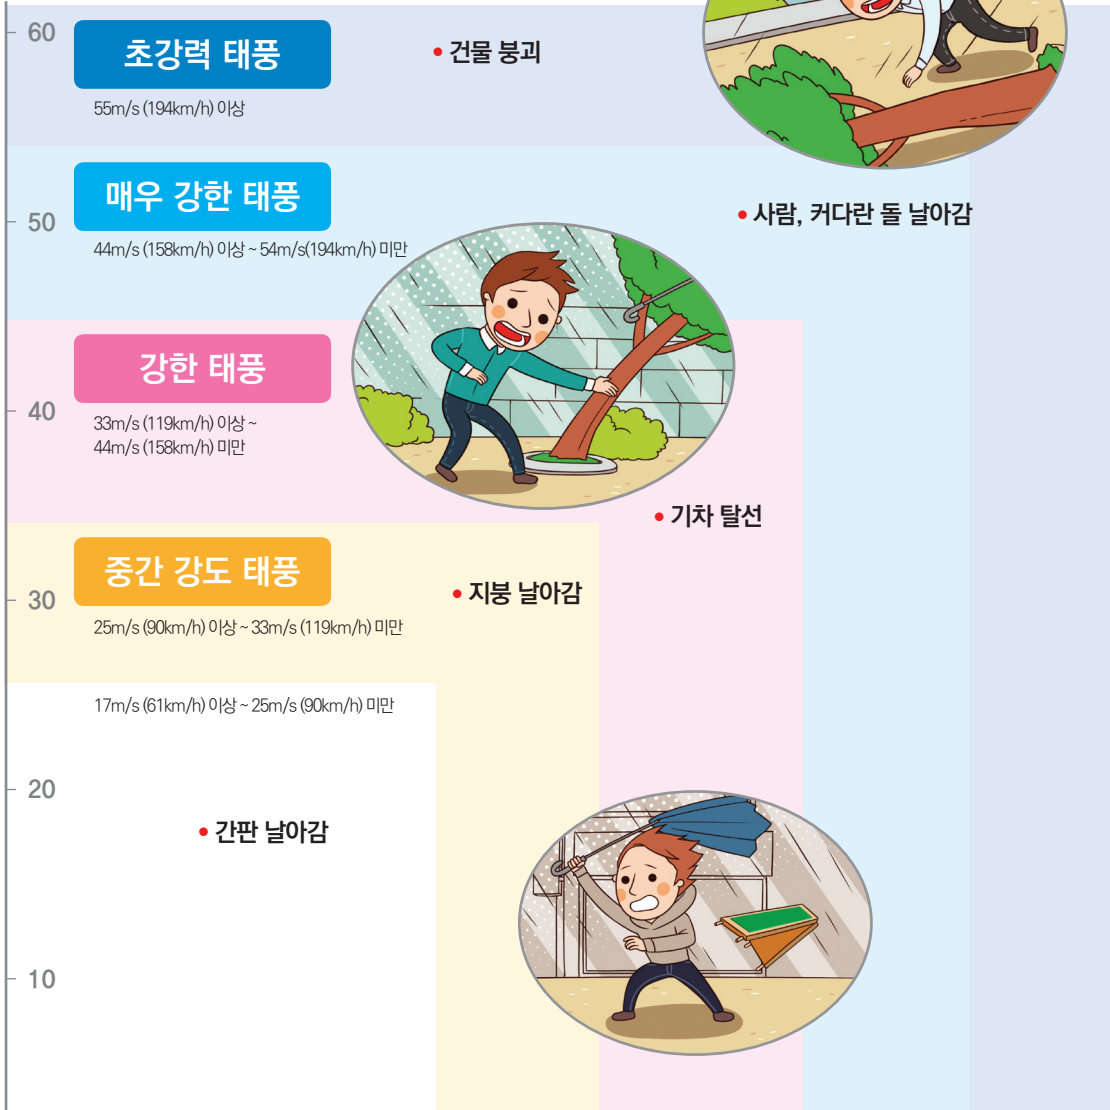 60
초강력 태풍
• 건물 붕괴
55m/s (194km/h) 이상
매우 강한 태풍
• 사람, 커다란 돌 날아감
50
44m/s (158km/h) 이상 ~ 54m/s(194km/h) 미만
강한 태풍
40
33m/s (119km/h) 이상 ~
44m/s (158km/h) 미만
• 기차 탈선
중간 강도 태풍
30
• 지붕 날아감
25m/s (90km/h) 이상 ~ 33m/s (119km/h) 미만
17m/s (61km/h) 이상 ~ 25m/s (90km/h) 미만
20
• 간판 날아감
10